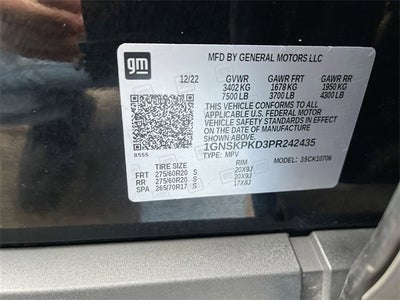 gm
MFD BY GENERAL MOTORS LLC
12/22 GVWR GAWR FRT GAWR RR
3402 KG 1678 KG 1950 KG
7500 LB 3700 LB 4300 LB
THIS VEHICLE CONFORMS TO ALL
APPLICABLE U.S. FEDERAL MOTOR
VEHICLE SAFETY STANDARDS IN EFFECT
ON THE DATE OF MANUFACTURE
SHOWN ABOVE.
1GNSKPKD3PR242435
TYPE: MPV MODEL: 3SCK10706
RIM
FRT 275/60R20 S 20X9J
RR 275/60R20 S 20X9J
SPA 265/70R17 S 17X8J